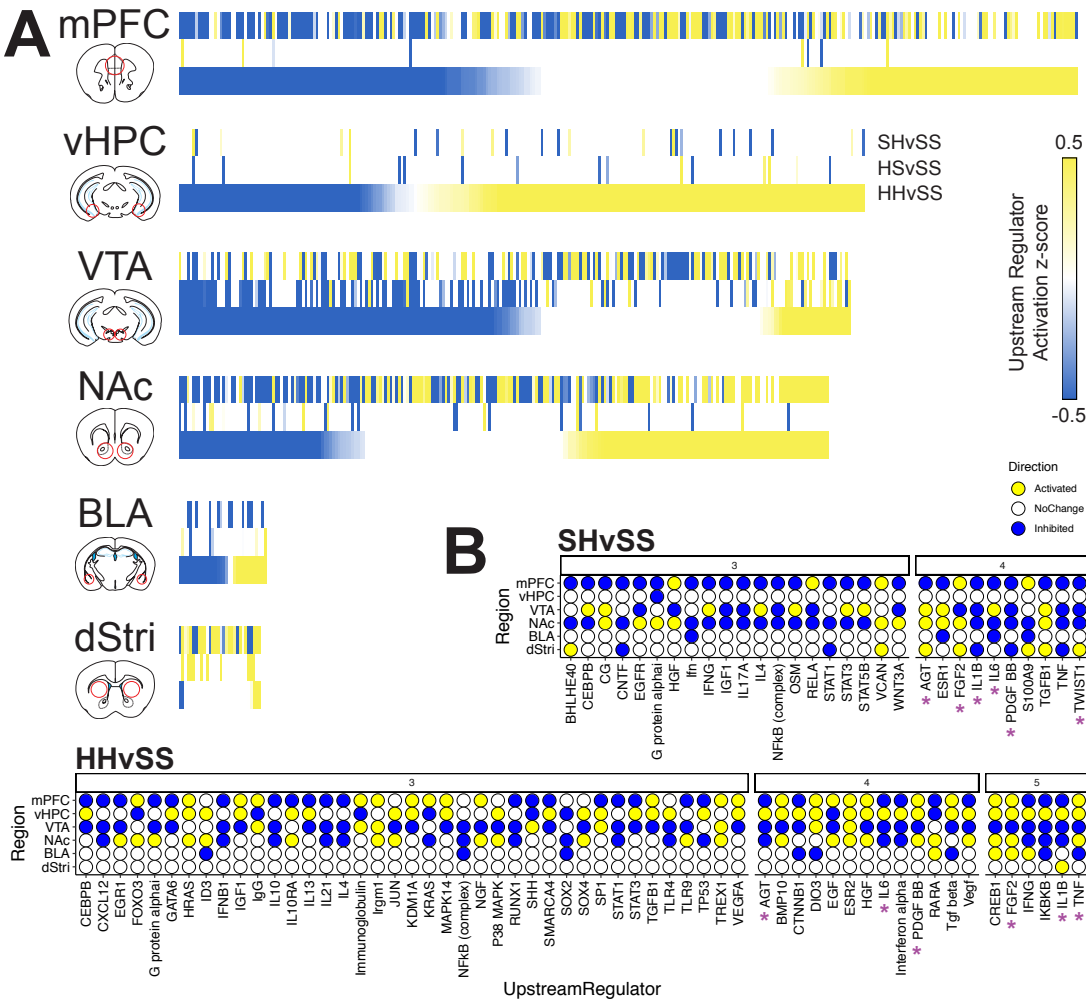 A
mPFC
vHPC
SHvSS
HSvSS
HHvSS
0.5
Upstream Regulator
Activation z-score
-0.5
VTA
NAc
Direction
Activated
NoChange
Inhibited
BLA
dStri
B
SHvSS
3
4
Region
mPFC
vHPC
VTA
NAc
BLA
dStri
BHLHE40
CEBPB
CG
CNTF
EGFR
G protein alphai
HGF
Ifn
IFNG
IGF1
IL17A
IL4
NFkB (complex)
OSM
RELA
STAT1
STAT3
STAT5B
VCAN
WNT3A
* AGT
ESR1
* FGF2
* IL1B
* IL6
* PDGF BB
S100A9
TGFB1
TNF
* TWIST1
HHvSS
3
4
5
Region
mPFC
vHPC
VTA
NAc
BLA
dStri
CEBPB
CXCL12
EGR1
FOXO3
G protein alphai
GATA6
HRAS
ID3
IFNB1
IGF1
IgG
IL10
IL10RA
IL13
IL21
IL4
Immunoglobulin
Irgm1
JUN
KDM1A
KRAS
MAPK14
NFkB (complex)
NGF
P38 MAPK
RUNX1
SHH
SMARCA4
SOX2
SOX4
SP1
STAT1
STAT3
TGFB1
TLR4
TLR9
TP53
TREX1
VEGFA
* AGT
BMP10
CTNNB1
DIO3
EGF
ESR2
HGF
* IL6
Interferon alpha
* PDGF BB
RARA
Tgf beta
Vegf
CREB1
* FGF2
IFNG
IKBKB
* IL1B
* TNF
UpstreamRegulator